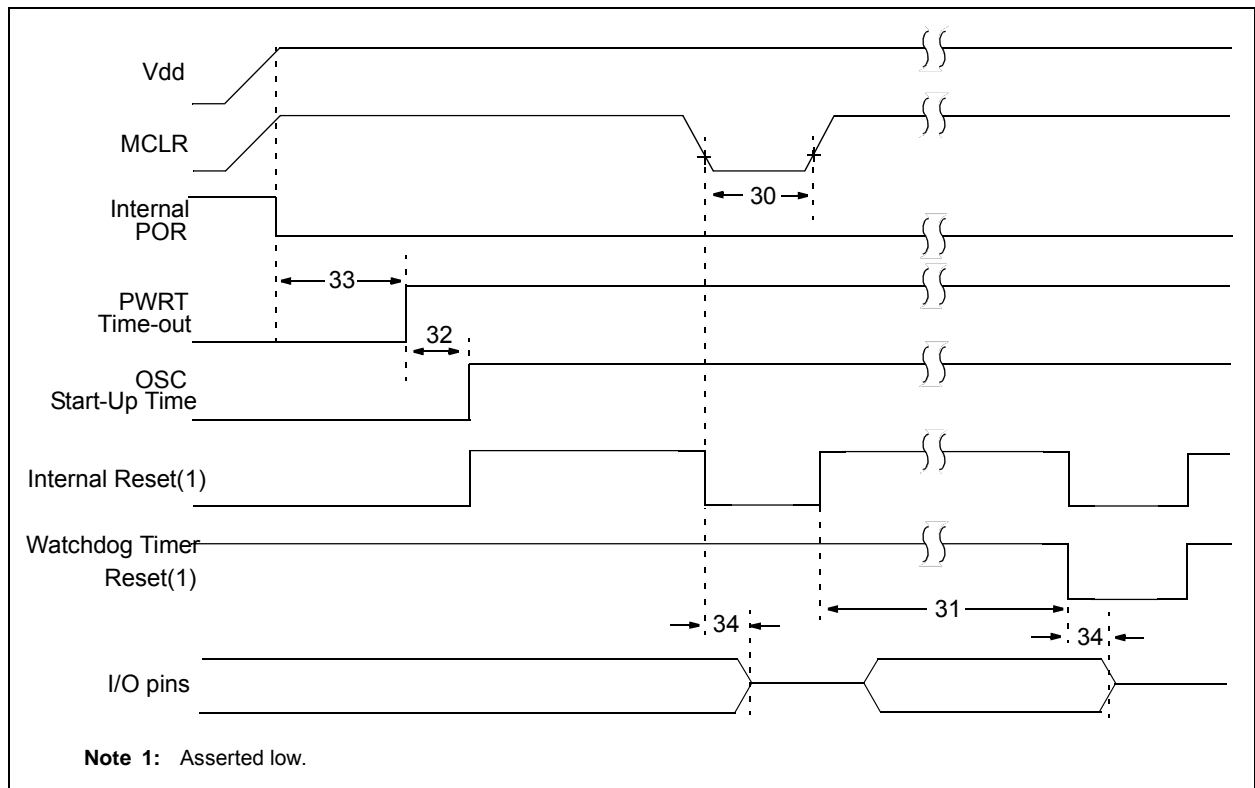 Vdd
MCLR
30
Internal
POR
33
PWRT
Time-out
32
OSC
Start-Up Time
Internal Reset(1)
Watchdog Timer
Reset(1)
31
34
34
I/O pins
Note 1: Asserted low.